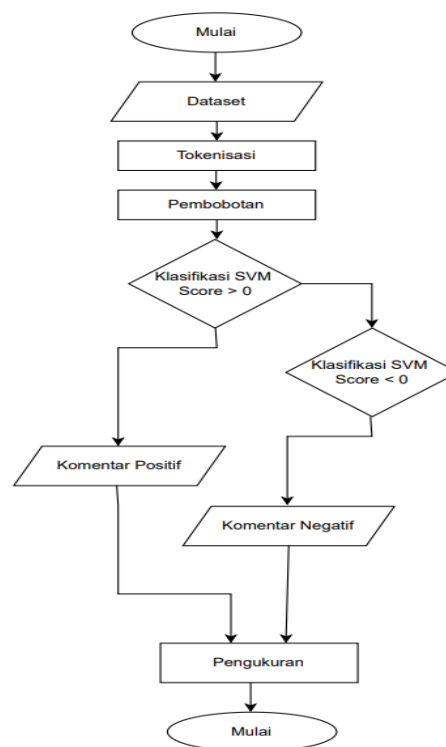 Mulai
Dataset
Tokenisasi
Pembobotan
Klasifikasi SVM
Score > 0
Klasifikasi SVM
Score < 0
Komentar Positif
Komentar Negatif
Pengukuran
Mulai